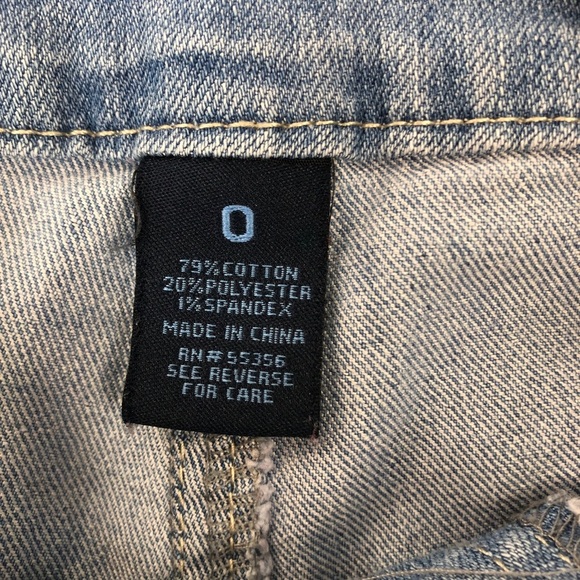 0
79%COTTON
20%POLYESTER
1%SPANDEX
MADE IN CHINA
RN#55356
SEE REVERSE
FOR CARE